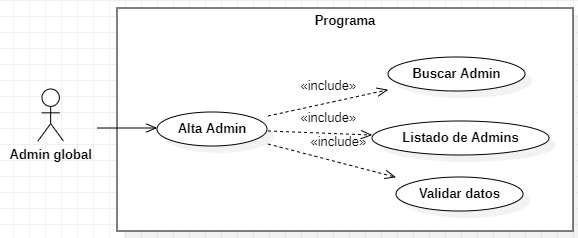 Programa
Buscar Admin
«include»
«include»
Alta Admin
Listado de Admins
«include»
Admin global
Validar datos